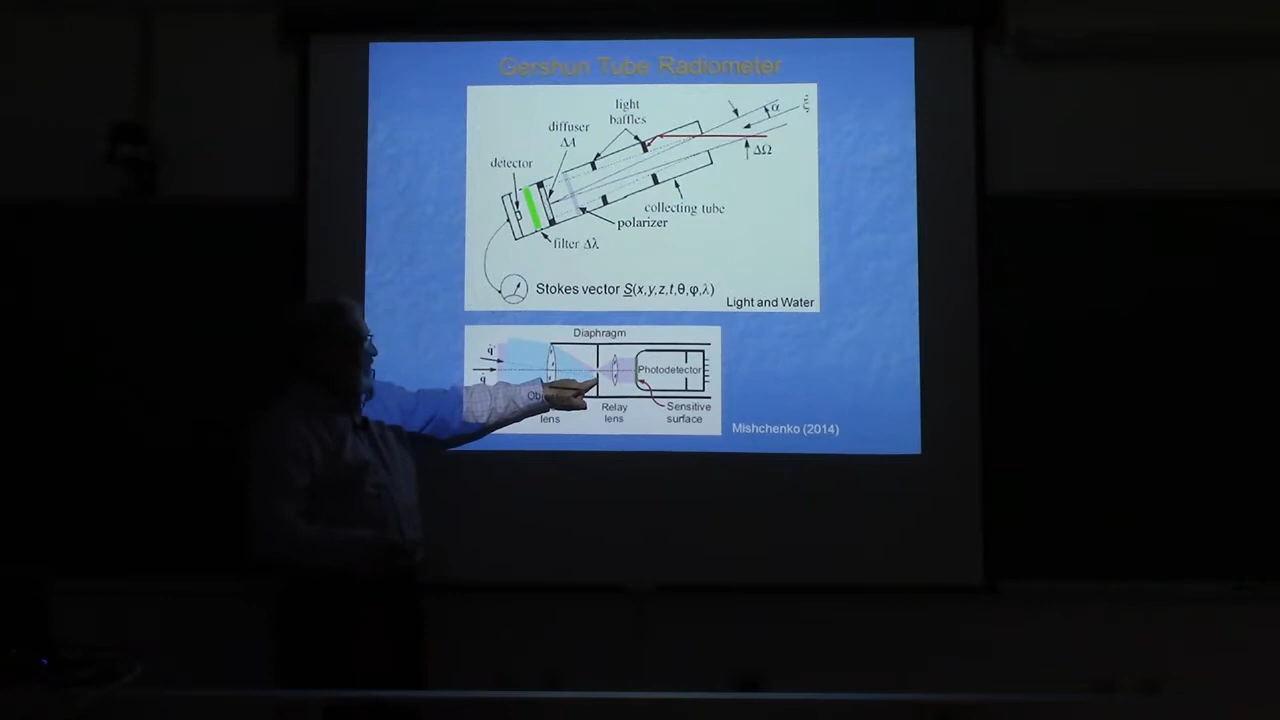 Gershun Tube Radiometer
light
baffles
diffuser
ΔA
detector
α
ξ
ΔΩ
collecting tube
polarizer
filter Δλ
Stokes vector S(x,y,z,t,θ,φ,λ)
Light and Water
Diaphragm
q̂'
q̂
Photodetector
lens
Relay
lens
Sensitive
surface
Mishchenko (2014)